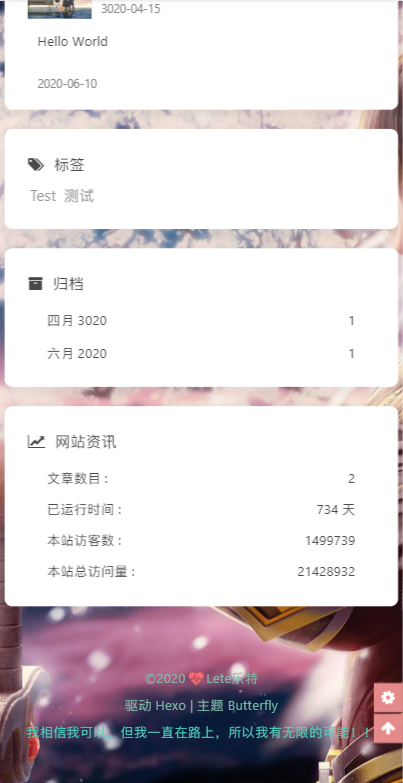 3020-04-15
Hello World
2020-06-10
标签
Test 测试
归档
四月 3020 1
六月 2020 1
网站资讯
文章数目 : 2
已运行时间 : 734 天
本站访客数 : 1499739
本站总访问量 : 21428932
©2020 Lete乐特
驱动 Hexo | 主题 Butterfly
我相信我可以，但我一直在路上，所以我有无限的可能！！